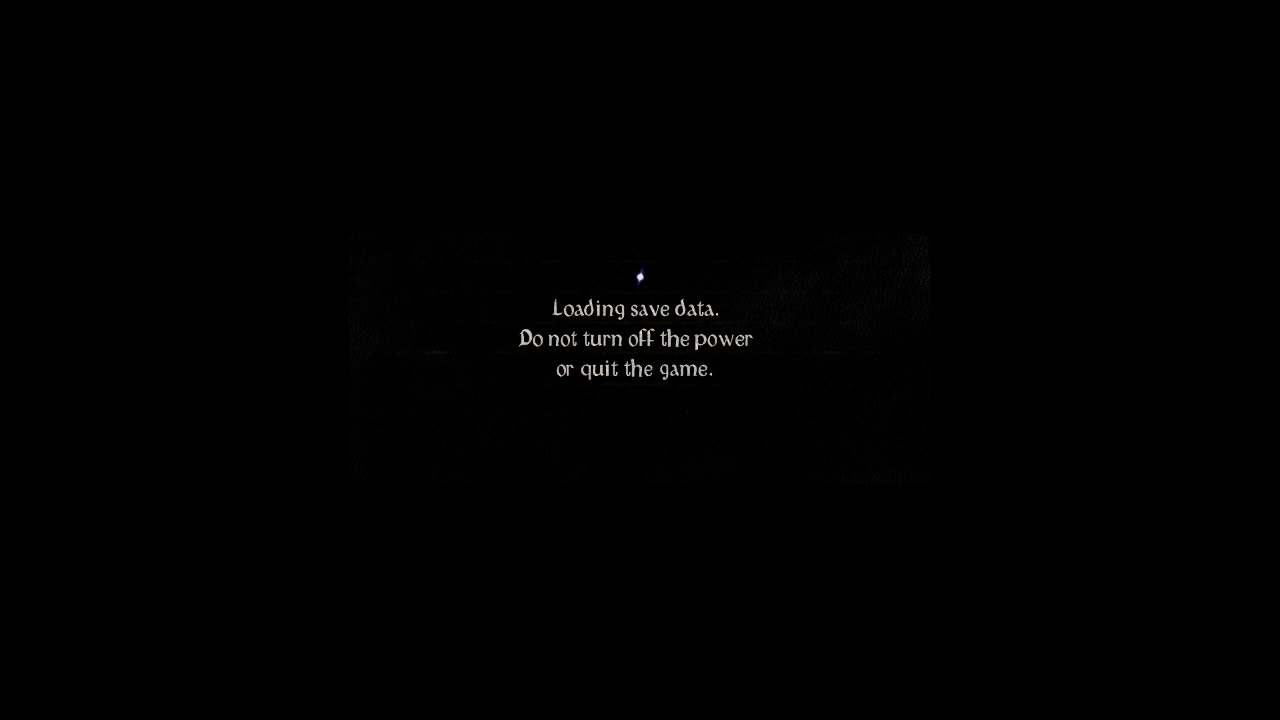 Loading save data.
Do not turn off the power
or quit the game.